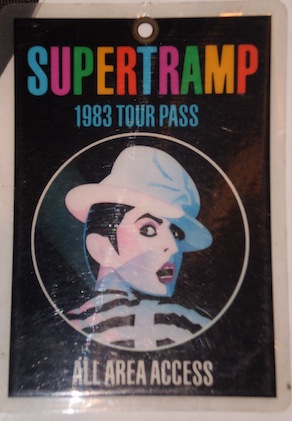 SUPERTRAMP
1983 TOUR PASS
ALL AREA ACCESS